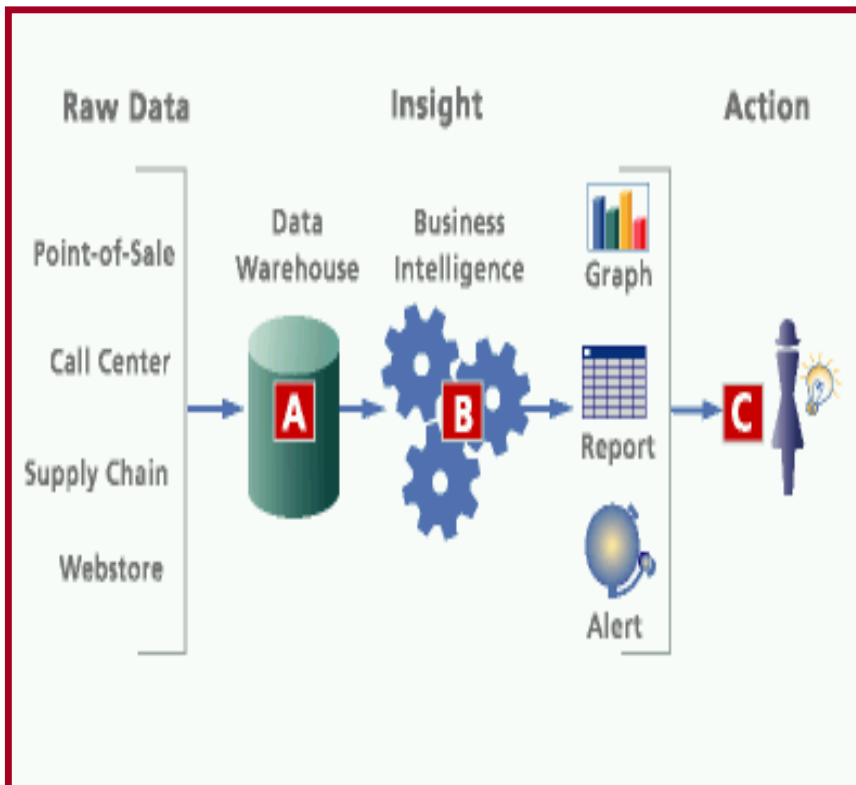 Raw Data
Insight
Action
Point-of-Sale
Call Center
Supply Chain
Webstore
Data
Warehouse
A
Business
Intelligence
B
Graph
Report
Alert
C